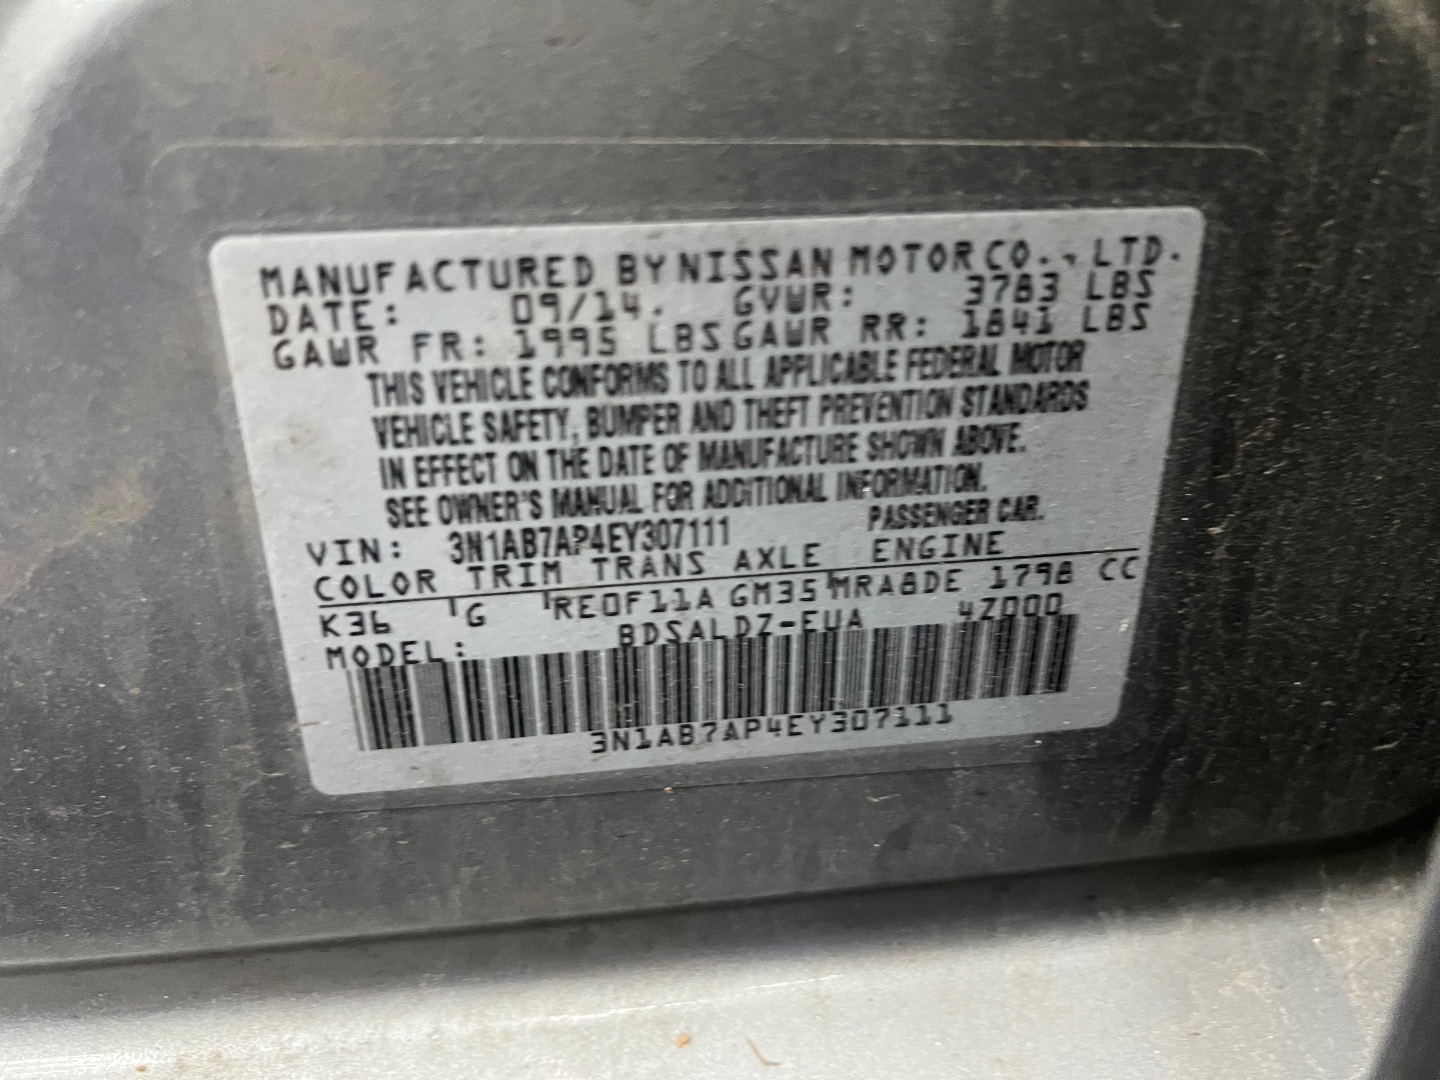 MANUFACTURED BY NISSAN MOTOR CO., LTD.
DATE: 09/14. GVWR: 3783 LBS
GAWR FR: 1995 LBS GAWR RR: 1841 LBS
THIS VEHICLE CONFORMS TO ALL APPLICABLE FEDERAL MOTOR
VEHICLE SAFETY, BUMPER AND THEFT PREVENTION STANDARDS
IN EFFECT ON THE DATE OF MANUFACTURE SHOWN ABOVE.
SEE OWNER'S MANUAL FOR ADDITIONAL INFORMATION.
VIN: 3N1AB7AP4EY307111 PASSENGER CAR.
COLOR TRIM TRANS AXLE ENGINE
K36 G RE0F11A GM35 MRA8DE 1798 CC
MODEL: BDSALDZ-EUA 4Z000
3N1AB7AP4EY307111